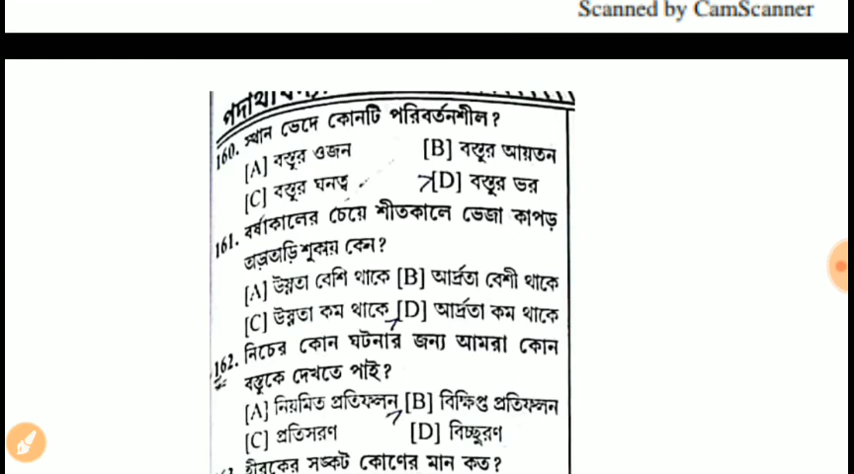 Scanned by CamScanner
160. স্থান ভেদে কোনটি পরিবর্তনশীল?
[A] বস্তুর ওজন [B] বস্তুর আয়তন
[C] বস্তুর ঘনত্ব [D] বস্তুর ভর
161. বর্ষাকালের চেয়ে শীতকালে ভেজা কাপড়
তাড়াতাড়ি শুকায় কেন?
[A] উষ্ণতা বেশি থাকে [B] আর্দ্রতা বেশী থাকে
[C] উষ্ণতা কম থাকে [D] আর্দ্রতা কম থাকে
162. নিচের কোন ঘটনার জন্য আমরা কোন
বস্তুকে দেখতে পাই?
[A] নিয়মিত প্রতিফলন [B] বিক্ষিপ্ত প্রতিফলন
[C] প্রতিসরণ [D] বিচ্ছুরণ
হীরকের সঙ্কট কোণের মান কত?